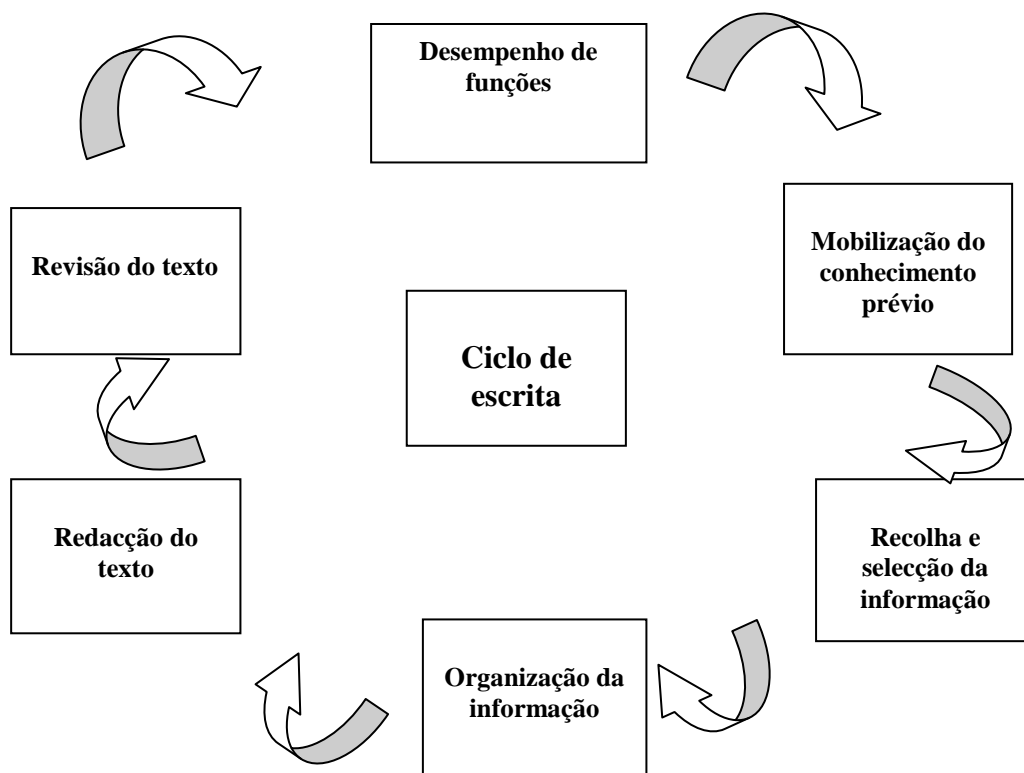 Desempenho de
funções
Mobilização do
conhecimento
prévio
Revisão do texto
Ciclo de
escrita
Redacção do
texto
Recolha e
selecção da
informação
Organização da
informação